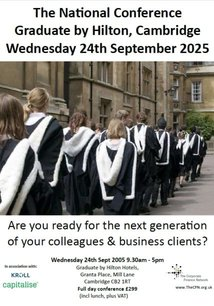 The National Conference
Graduate by Hilton, Cambridge
Wednesday 24th September 2025
Are you ready for the next generation
of your colleagues & business clients?
In association with:
KROLL
capitalise
Wednesday 24th Sept 2005 9.30am - 5pm
Graduate by Hilton Hotels,
Granta Place, Mill Lane
Cambridge CB2 1RT
Full day conference £299
(incl lunch, plus VAT)
The Corporate
Finance Network
www.TheCFN.org.uk